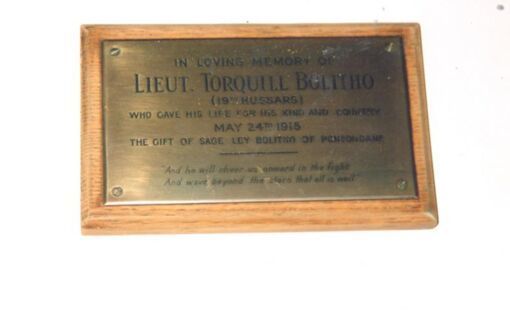 IN LOVING MEMORY OF
LIEUT. TORQUILL BOLITHO
(19TH HUSSARS)
WHO GAVE HIS LIFE FOR HIS KING AND COUNTRY
MAY 24TH 1915
THE GIFT OF SAGE. LEY BOLITHO OF
"And he will cheer us onward in the fight
And wave beyond the stars that all is well"